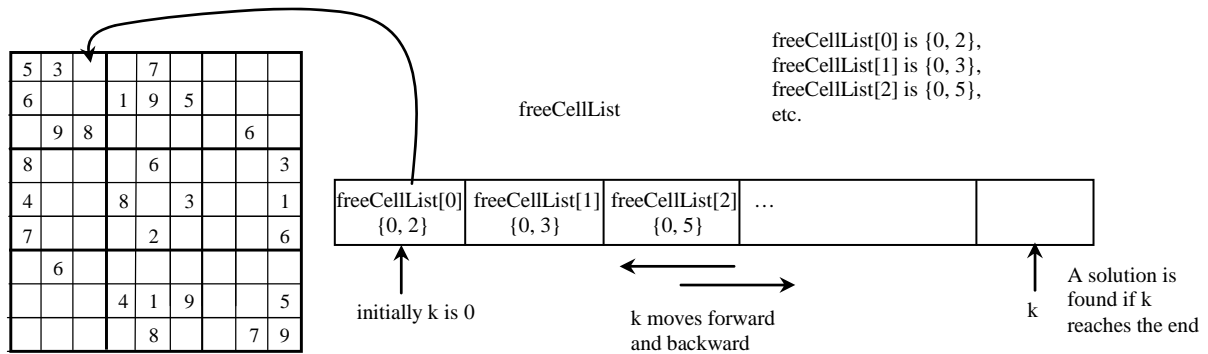 freeCellList[0] is {0, 2},
freeCellList[1] is {0, 3},
freeCellList[2] is {0, 5},
etc.
5 3 7
6 1 9 5
9 8 6
8 6 3
4 8 3 1
7 2 6
6
4 1 9 5
8 7 9
freeCellList
freeCellList[0] freeCellList[1] freeCellList[2] …
{0, 2} {0, 3} {0, 5}
initially k is 0
k moves forward
and backward
k
A solution is
found if k
reaches the end